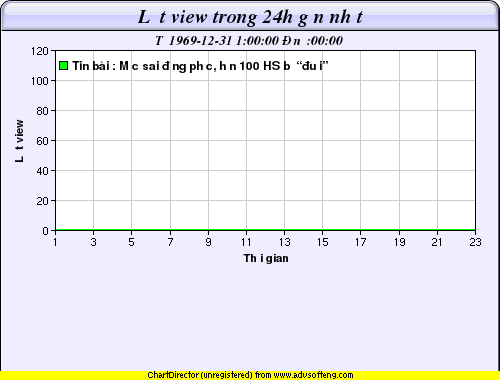 L t view trong 24h g n nh t
T 1969-12-31 1:00:00 Đn :00:00
120
Tin bài : M c sai đ ng ph c, h n 100 HS b “đu i”
100
80
L t view
60
40
20
0
1 3 5 7 9 11 13 15 17 19 21 23
Th i gian
ChartDirector (unregistered) from www.advsofteng.com